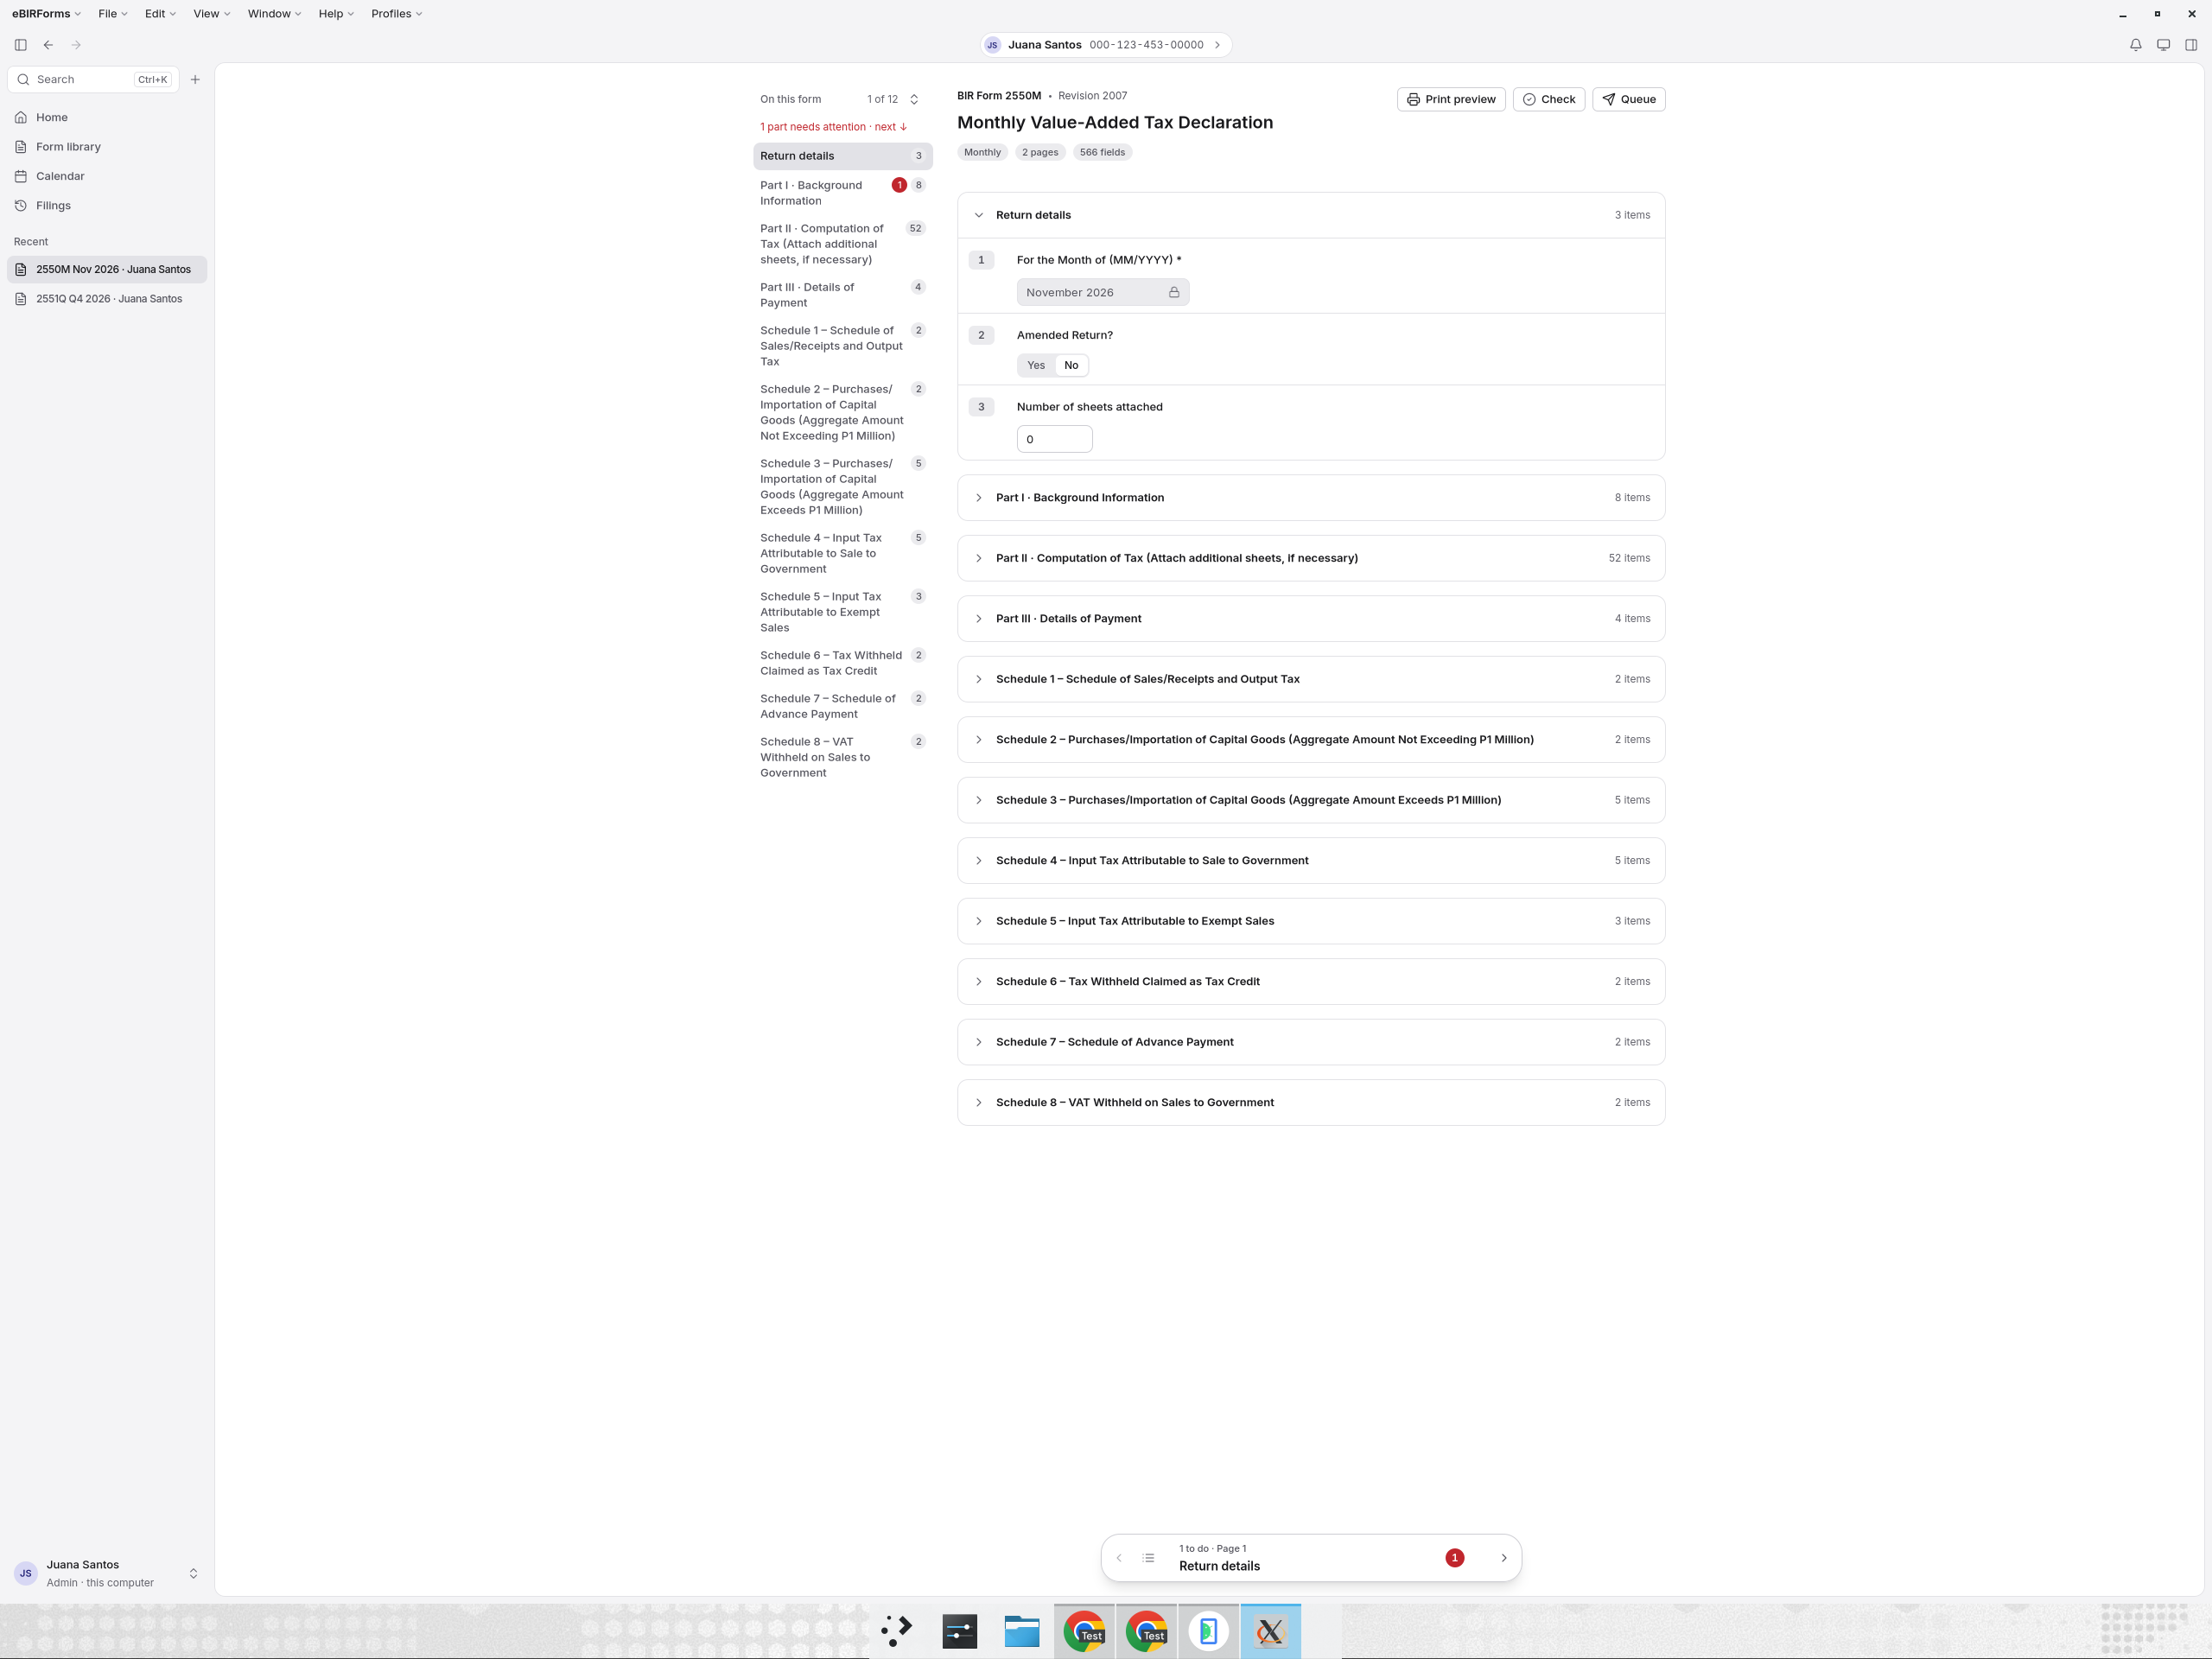 eBIRForms File Edit View Window Help Profiles
JS Juana Santos 000-123-453-00000
Search Ctrl+K
Home
Form library
Calendar
Filings
Recent
2550M Nov 2026 · Juana Santos
2551Q Q4 2026 · Juana Santos
JS Juana Santos
Admin · this computer
On this form 1 of 12
1 part needs attention · next ↓
Return details 3
Part I · Background 1 8
Information
Part II · Computation of 52
Tax (Attach additional
sheets, if necessary)
Part III · Details of 4
Payment
Schedule 1 – Schedule of 2
Sales/Receipts and Output
Tax
Schedule 2 – Purchases/ 2
Importation of Capital
Goods (Aggregate Amount
Not Exceeding P1 Million)
Schedule 3 – Purchases/ 5
Importation of Capital
Goods (Aggregate Amount
Exceeds P1 Million)
Schedule 4 – Input Tax 5
Attributable to Sale to
Government
Schedule 5 – Input Tax 3
Attributable to Exempt
Sales
Schedule 6 – Tax Withheld 2
Claimed as Tax Credit
Schedule 7 – Schedule of 2
Advance Payment
Schedule 8 – VAT 2
Withheld on Sales to
Government
BIR Form 2550M • Revision 2007
Monthly Value-Added Tax Declaration
Monthly 2 pages 566 fields
Print preview Check Queue
Return details 3 items
1 For the Month of (MM/YYYY) *
November 2026
2 Amended Return?
Yes No
3 Number of sheets attached
0
Part I · Background Information 8 items
Part II · Computation of Tax (Attach additional sheets, if necessary) 52 items
Part III · Details of Payment 4 items
Schedule 1 – Schedule of Sales/Receipts and Output Tax 2 items
Schedule 2 – Purchases/Importation of Capital Goods (Aggregate Amount Not Exceeding P1 Million) 2 items
Schedule 3 – Purchases/Importation of Capital Goods (Aggregate Amount Exceeds P1 Million) 5 items
Schedule 4 – Input Tax Attributable to Sale to Government 5 items
Schedule 5 – Input Tax Attributable to Exempt Sales 3 items
Schedule 6 – Tax Withheld Claimed as Tax Credit 2 items
Schedule 7 – Schedule of Advance Payment 2 items
Schedule 8 – VAT Withheld on Sales to Government 2 items
1 to do · Page 1
Return details 1
Test Test